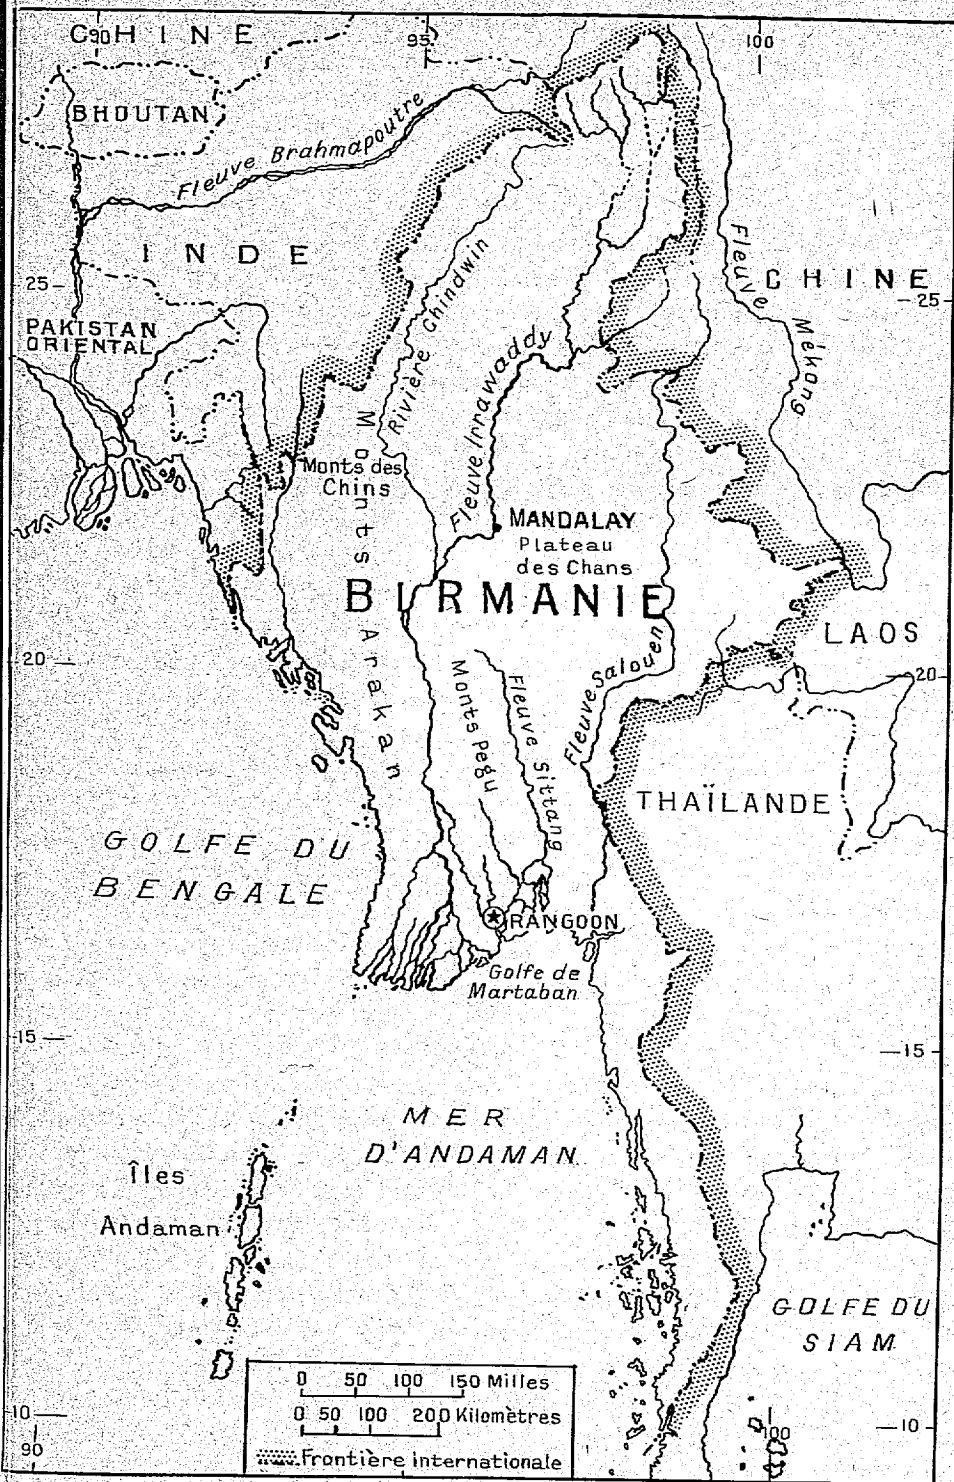 CHINE
90
95
100
BHOUTAN
Fleuve Brahmapoutre
INDE
Rivière Chindwin
Fleuve
CHINE
25
25
PAKISTAN
ORIENTAL
Mékong
Fleuve Irrawaddy
Monts Arakan
Monts des
Chins
MANDALAY
Plateau
des Chans
BIRMANIE
LAOS
20
20
Monts Pegu
Fleuve Sittang
Fleuve Salouen
THAÏLANDE
GOLFE DU
BENGALE
RANGOON
Golfe de
Martaban
15
15
MER
D'ANDAMAN
Îles
Andaman
GOLFE DU
SIAM
0 50 100 150 Milles
0 50 100 200 Kilomètres
Frontière internationale
10
10
90
100